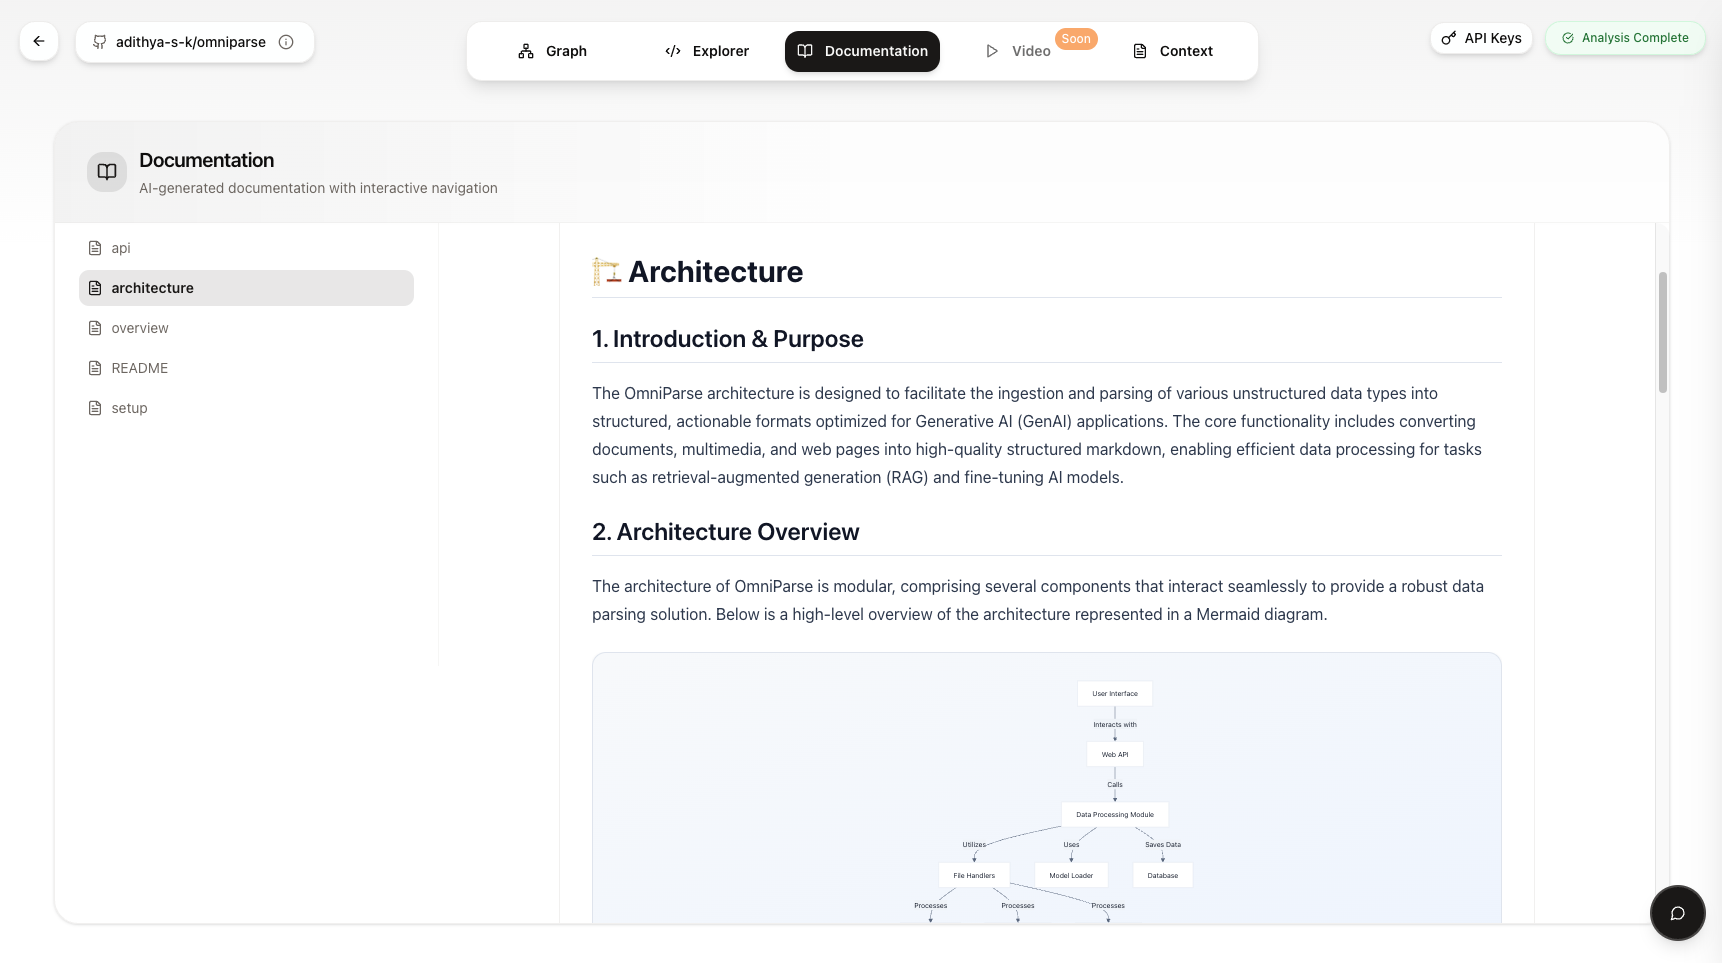 adithya-s-k/omniparse
Graph
Explorer
Documentation
Video
Soon
Context
API Keys
Analysis Complete
Documentation
AI-generated documentation with interactive navigation
api
architecture
overview
README
setup
🏗️ Architecture
1. Introduction & Purpose
The OmniParse architecture is designed to facilitate the ingestion and parsing of various unstructured data types into
structured, actionable formats optimized for Generative AI (GenAI) applications. The core functionality includes converting
documents, multimedia, and web pages into high-quality structured markdown, enabling efficient data processing for tasks
such as retrieval-augmented generation (RAG) and fine-tuning AI models.
2. Architecture Overview
The architecture of OmniParse is modular, comprising several components that interact seamlessly to provide a robust data
parsing solution. Below is a high-level overview of the architecture represented in a Mermaid diagram.
User Interface
Interacts with
Web API
Calls
Data Processing Module
Utilizes
Uses
Saves Data
File Handlers
Model Loader
Database
Processes
Processes
Processes